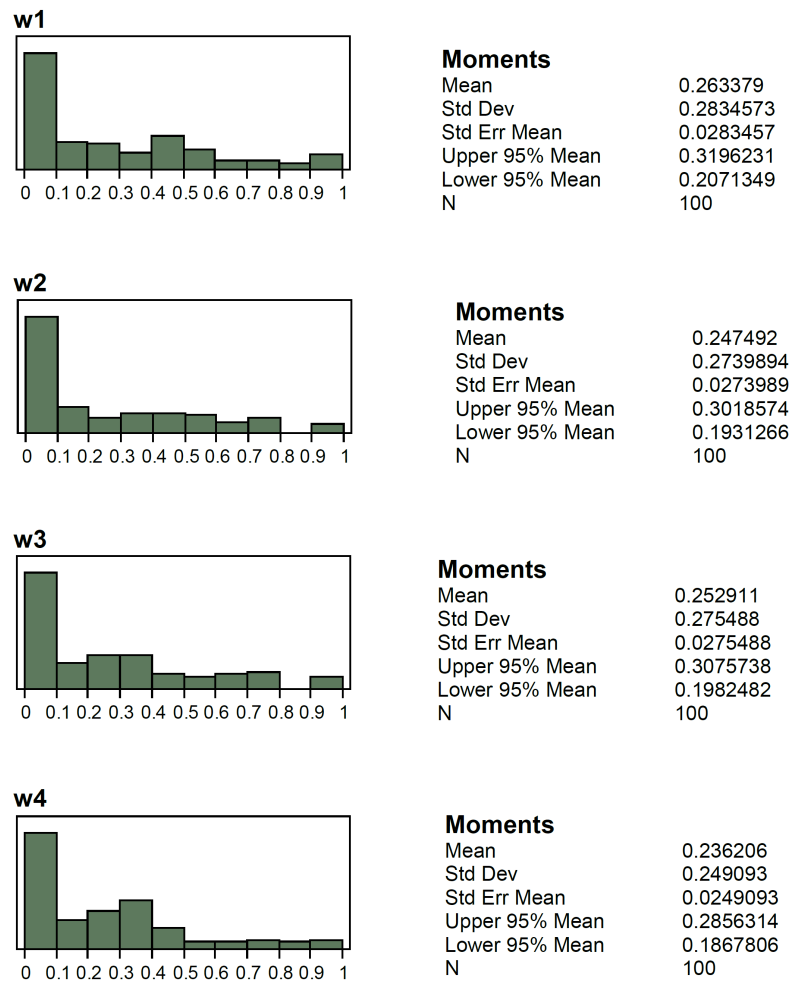 w1
0 0.1 0.2 0.3 0.4 0.5 0.6 0.7 0.8 0.9 1
Moments
Mean 0.263379
Std Dev 0.2834573
Std Err Mean 0.0283457
Upper 95% Mean 0.3196231
Lower 95% Mean 0.2071349
N 100
w2
0 0.1 0.2 0.3 0.4 0.5 0.6 0.7 0.8 0.9 1
Moments
Mean 0.247492
Std Dev 0.2739894
Std Err Mean 0.0273989
Upper 95% Mean 0.3018574
Lower 95% Mean 0.1931266
N 100
w3
0 0.1 0.2 0.3 0.4 0.5 0.6 0.7 0.8 0.9 1
Moments
Mean 0.252911
Std Dev 0.275488
Std Err Mean 0.0275488
Upper 95% Mean 0.3075738
Lower 95% Mean 0.1982482
N 100
w4
0 0.1 0.2 0.3 0.4 0.5 0.6 0.7 0.8 0.9 1
Moments
Mean 0.236206
Std Dev 0.249093
Std Err Mean 0.0249093
Upper 95% Mean 0.2856314
Lower 95% Mean 0.1867806
N 100